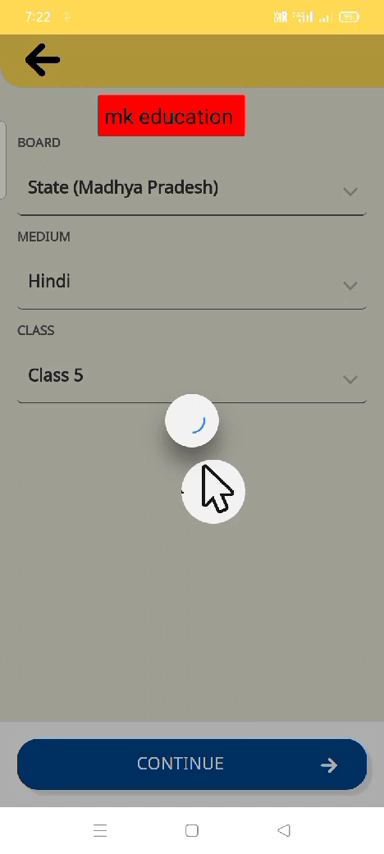 7:22
mk education
BOARD
State (Madhya Pradesh)
MEDIUM
Hindi
CLASS
Class 5
CONTINUE